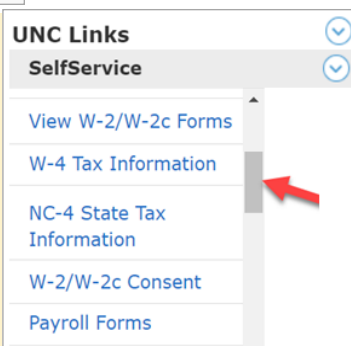 UNC Links
SelfService
View W-2/W-2c Forms
W-4 Tax Information
NC-4 State Tax
Information
W-2/W-2c Consent
Payroll Forms